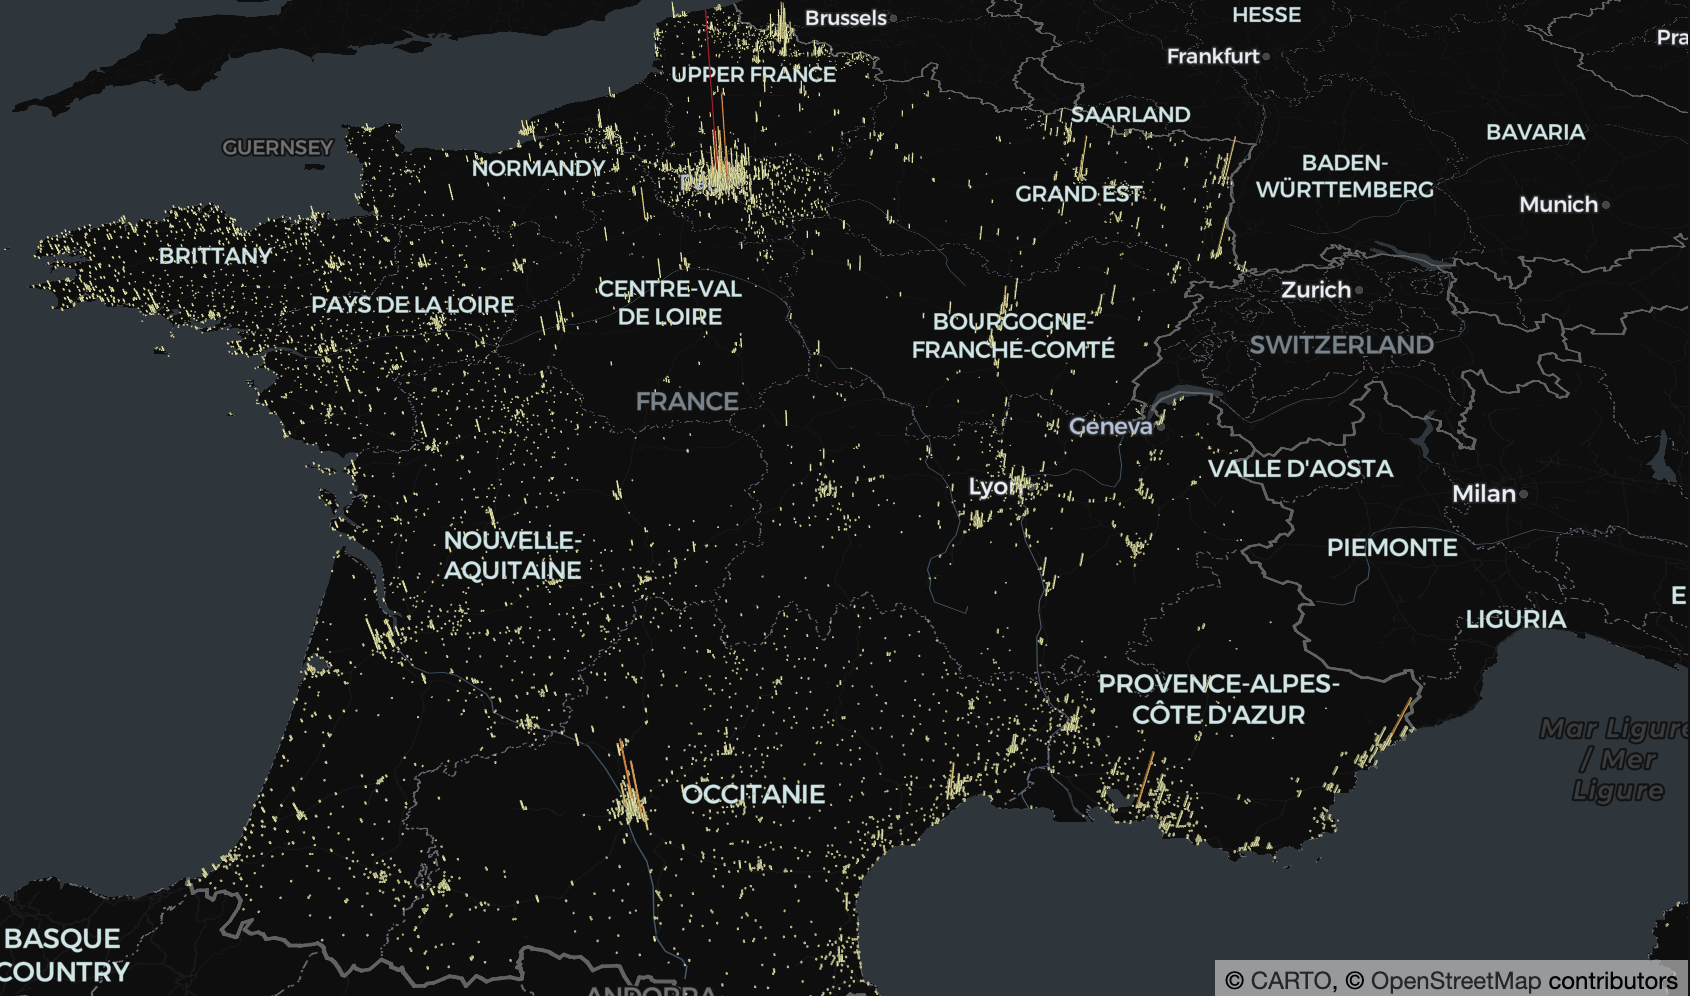 Brussels
HESSE
Frankfurt
Pra
UPPER FRANCE
SAARLAND
BAVARIA
GUERNSEY
NORMANDY
BADEN-
WÜRTTEMBERG
GRAND EST
Munich
BRITTANY
PAYS DE LA LOIRE
CENTRE-VAL
DE LOIRE
Zurich
BOURGOGNE-
FRANCHE-COMTÉ
SWITZERLAND
FRANCE
Geneva
VALLE D'AOSTA
Lyon
Milan
NOUVELLE-
AQUITAINE
PIEMONTE
E
LIGURIA
PROVENCE-ALPES-
CÔTE D'AZUR
Mar Ligure
/ Mer
Ligure
OCCITANIE
BASQUE
COUNTRY
ANDORRA
© CARTO, © OpenStreetMap contributors